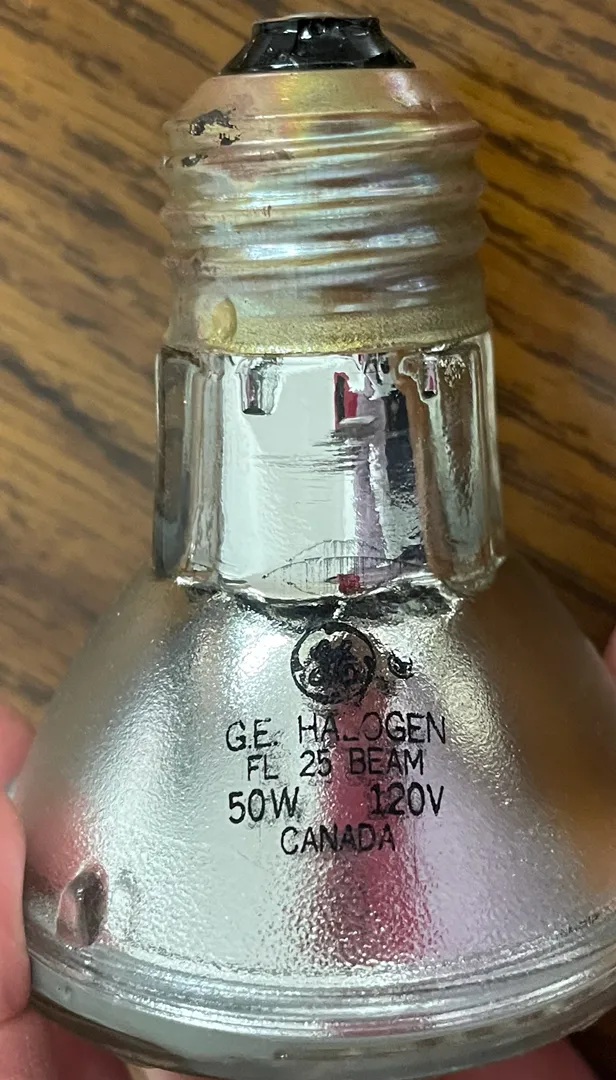 G.E. HALOGEN
FL 25 BEAM
50W 120V
CANADA